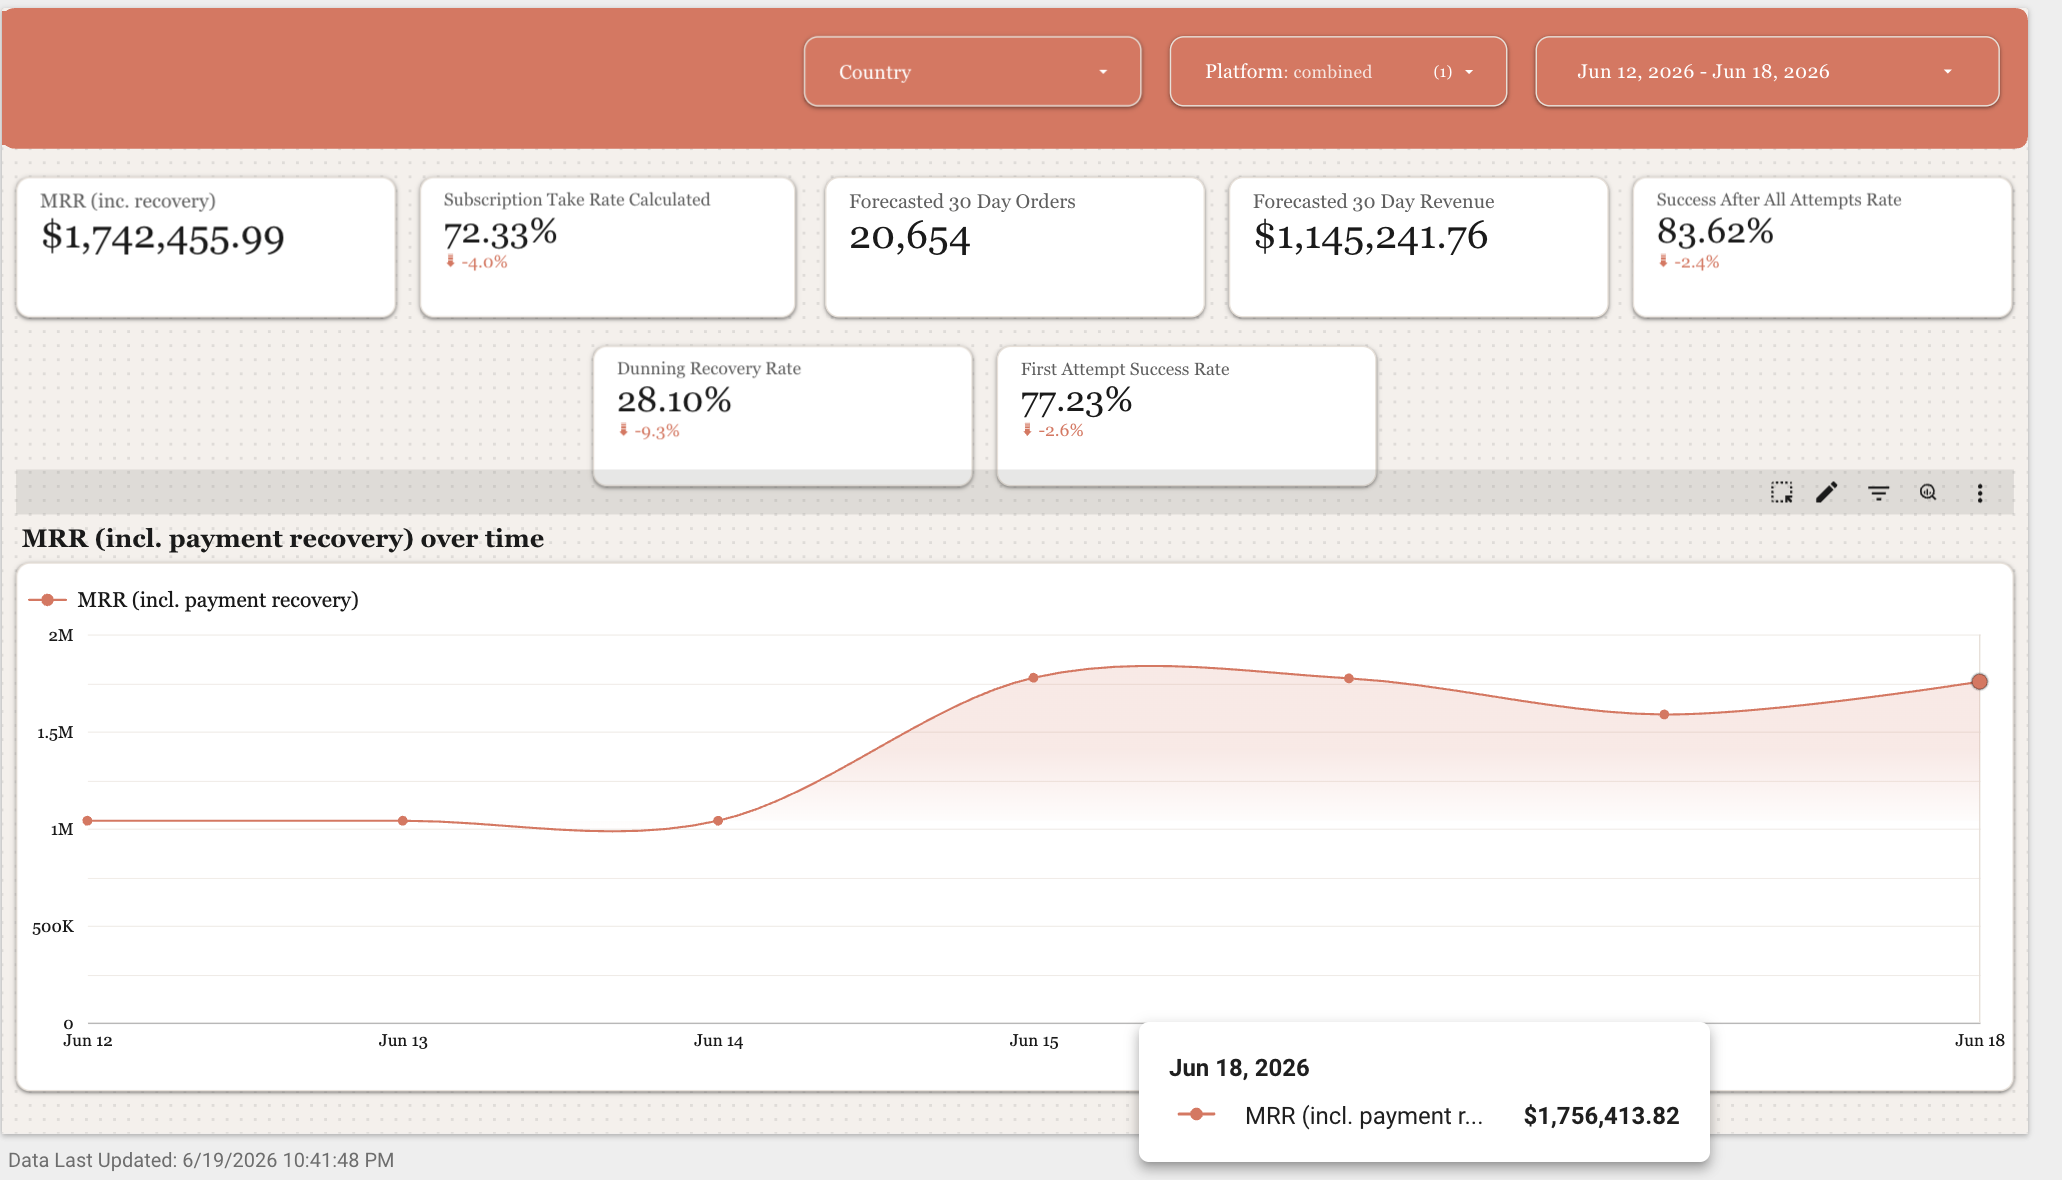 Country
Platform: combined (1)
Jun 12, 2026 - Jun 18, 2026
MRR (inc. recovery)
$1,742,455.99
Subscription Take Rate Calculated
72.33%
-4.0%
Forecasted 30 Day Orders
20,654
Forecasted 30 Day Revenue
$1,145,241.76
Success After All Attempts Rate
83.62%
-2.4%
Dunning Recovery Rate
28.10%
-9.3%
First Attempt Success Rate
77.23%
-2.6%
MRR (incl. payment recovery) over time
MRR (incl. payment recovery)
2M
1.5M
1M
500K
0
Jun 12
Jun 13
Jun 14
Jun 15
Jun 18
Jun 18, 2026
MRR (incl. payment r... $1,756,413.82
Data Last Updated: 6/19/2026 10:41:48 PM